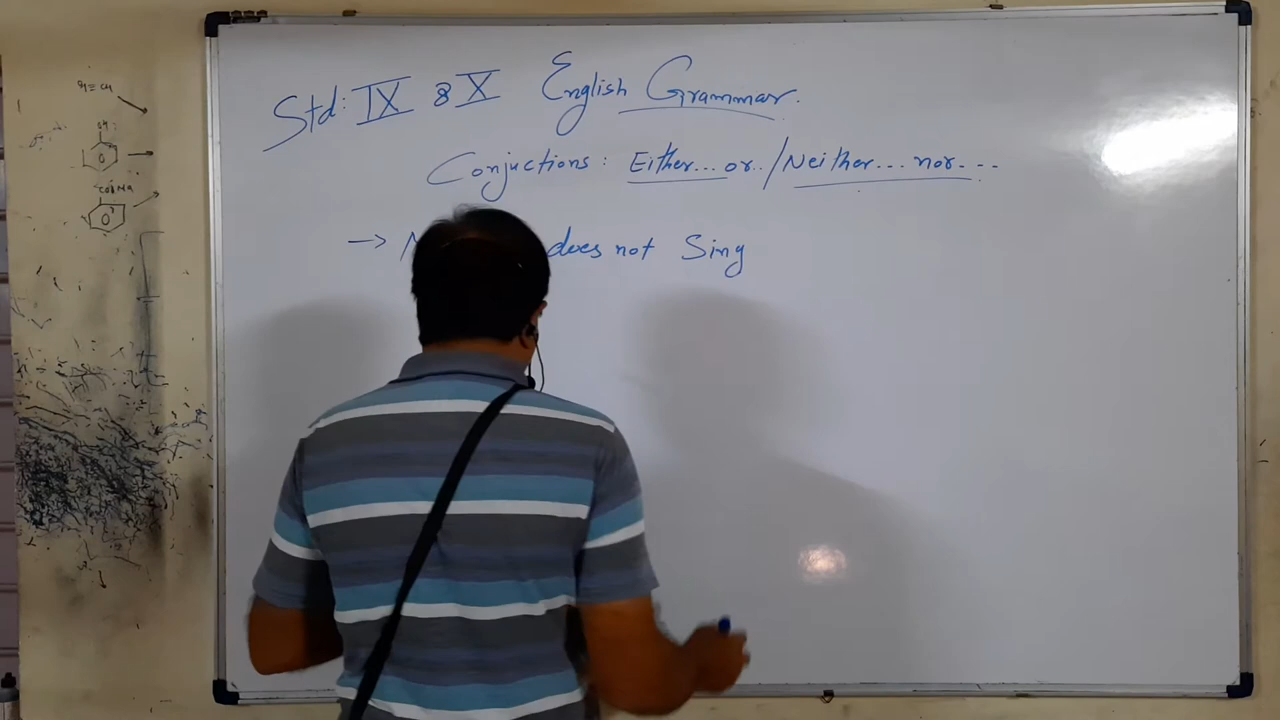 Std: IX & X English Grammar.
Conjuctions: Either... or.. / Neither... nor....
→ does not Sing